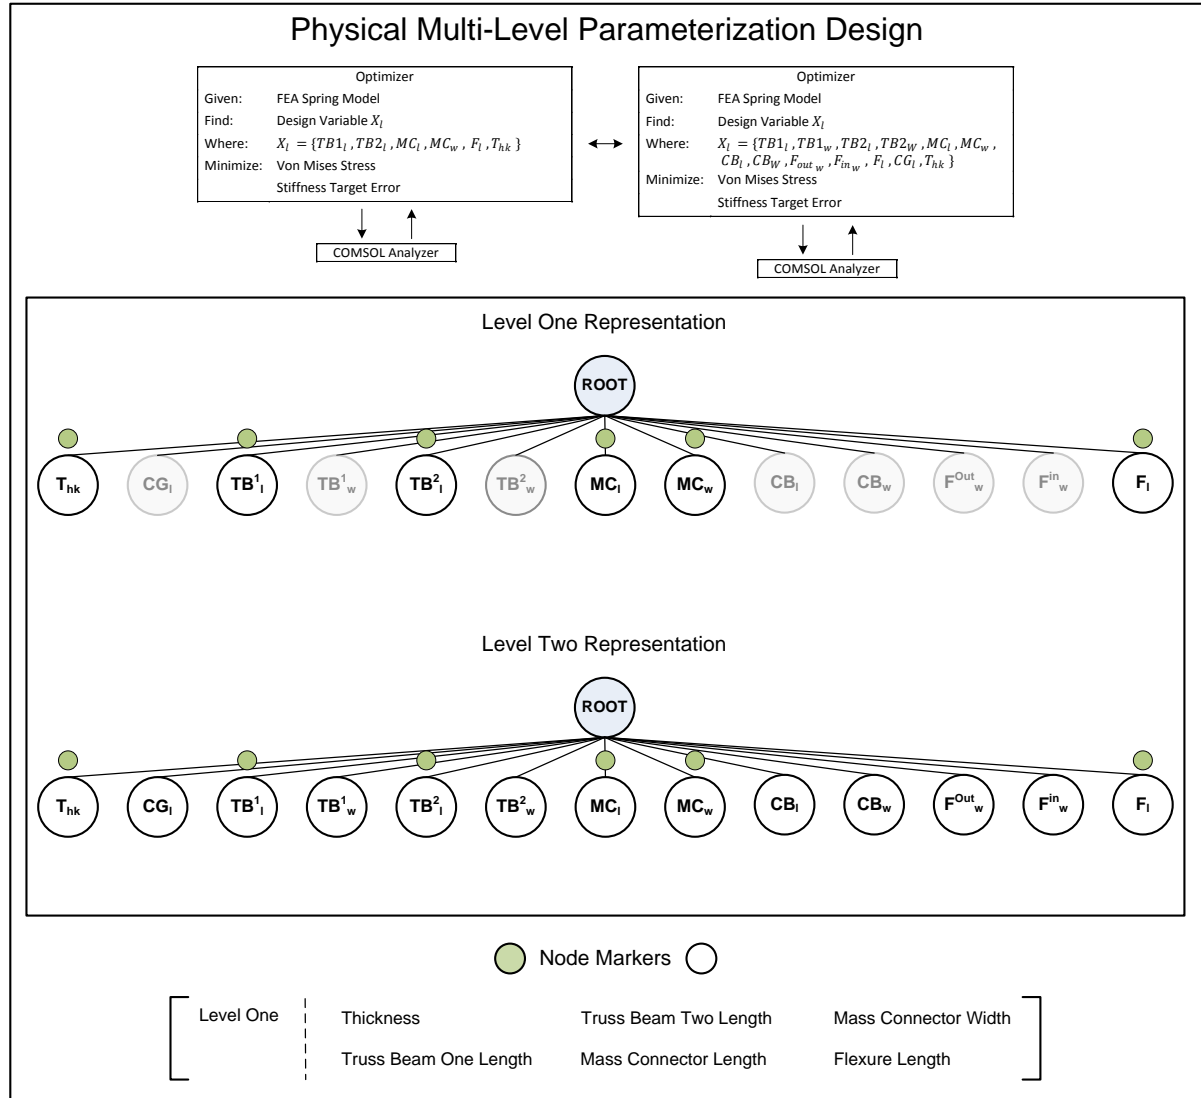 Physical Multi-Level Parameterization Design
Optimizer
Given: FEA Spring Model
Find: Design Variable X_l
Where: X_l = {TB1_l , TB2_l , MC_l , MC_w , F_l , T_hk }
Minimize: Von Mises Stress
Stiffness Target Error
COMSOL Analyzer
Optimizer
Given: FEA Spring Model
Find: Design Variable X_l
Where: X_l = {TB1_l , TB1_w , TB2_l , TB2_W , MC_l , MC_w ,
CB_l , CB_W , F_out_w , F_in_w , F_l , CG_l , T_hk }
Minimize: Von Mises Stress
Stiffness Target Error
COMSOL Analyzer
Level One Representation
ROOT
T_hk CG_l TB^1_l TB^1_w TB^2_l TB^2_w MC_l MC_w CB_l CB_w F^Out_w F^in_w F_l
Level Two Representation
ROOT
T_hk CG_l TB^1_l TB^1_w TB^2_l TB^2_w MC_l MC_w CB_l CB_w F^Out_w F^in_w F_l
Node Markers
Level One Thickness Truss Beam Two Length Mass Connector Width
Truss Beam One Length Mass Connector Length Flexure Length